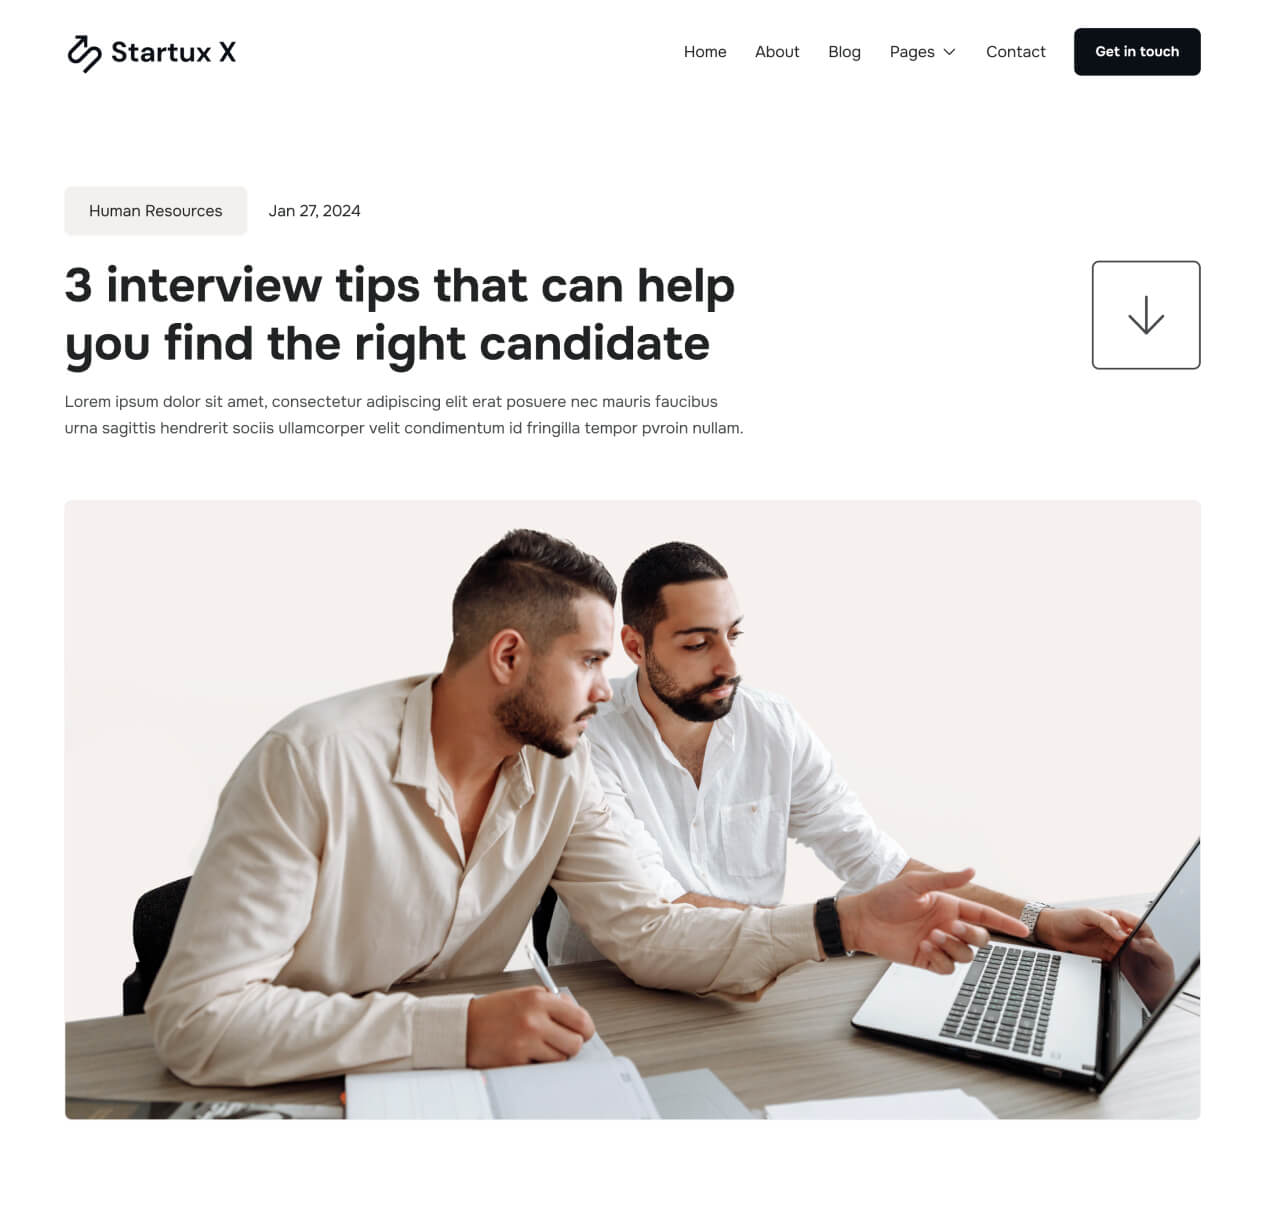 Startux X
Home About Blog Pages Contact Get in touch
Human Resources Jan 27, 2024
3 interview tips that can help
you find the right candidate
Lorem ipsum dolor sit amet, consectetur adipiscing elit erat posuere nec mauris faucibus
urna sagittis hendrerit sociis ullamcorper velit condimentum id fringilla tempor pvroin nullam.